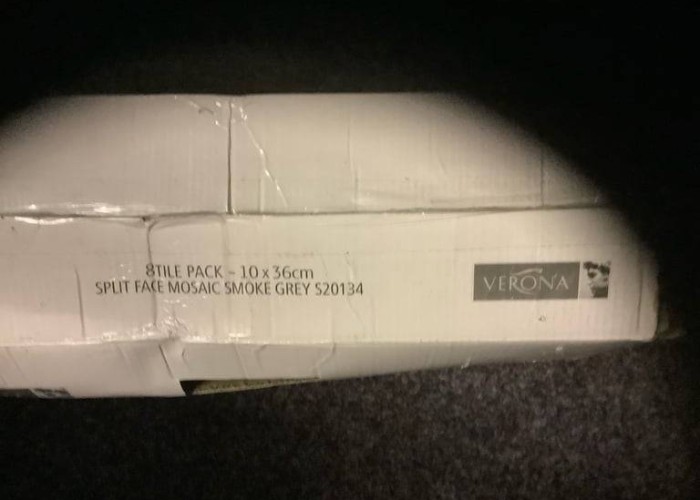 8TILE PACK - 10 x 36cm
SPLIT FACE MOSAIC SMOKE GREY S20134
VERONA